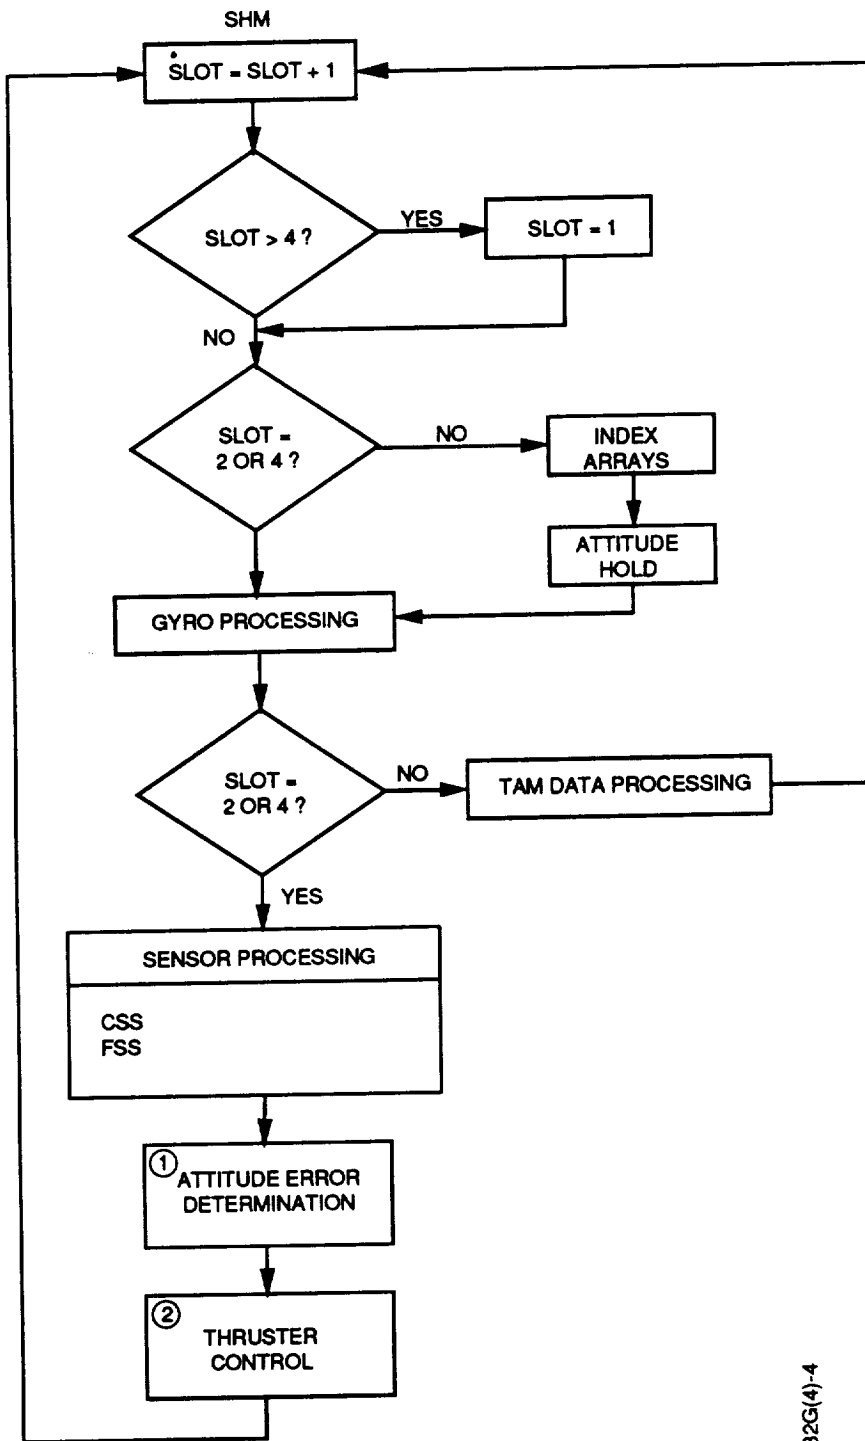 SHM
SLOT = SLOT + 1
SLOT > 4 ?
YES
SLOT = 1
NO
SLOT =
2 OR 4 ?
NO
INDEX
ARRAYS
ATTITUDE
HOLD
GYRO PROCESSING
SLOT =
2 OR 4 ?
NO
TAM DATA PROCESSING
YES
SENSOR PROCESSING
CSS
FSS
1
ATTITUDE ERROR
DETERMINATION
2
THRUSTER
CONTROL